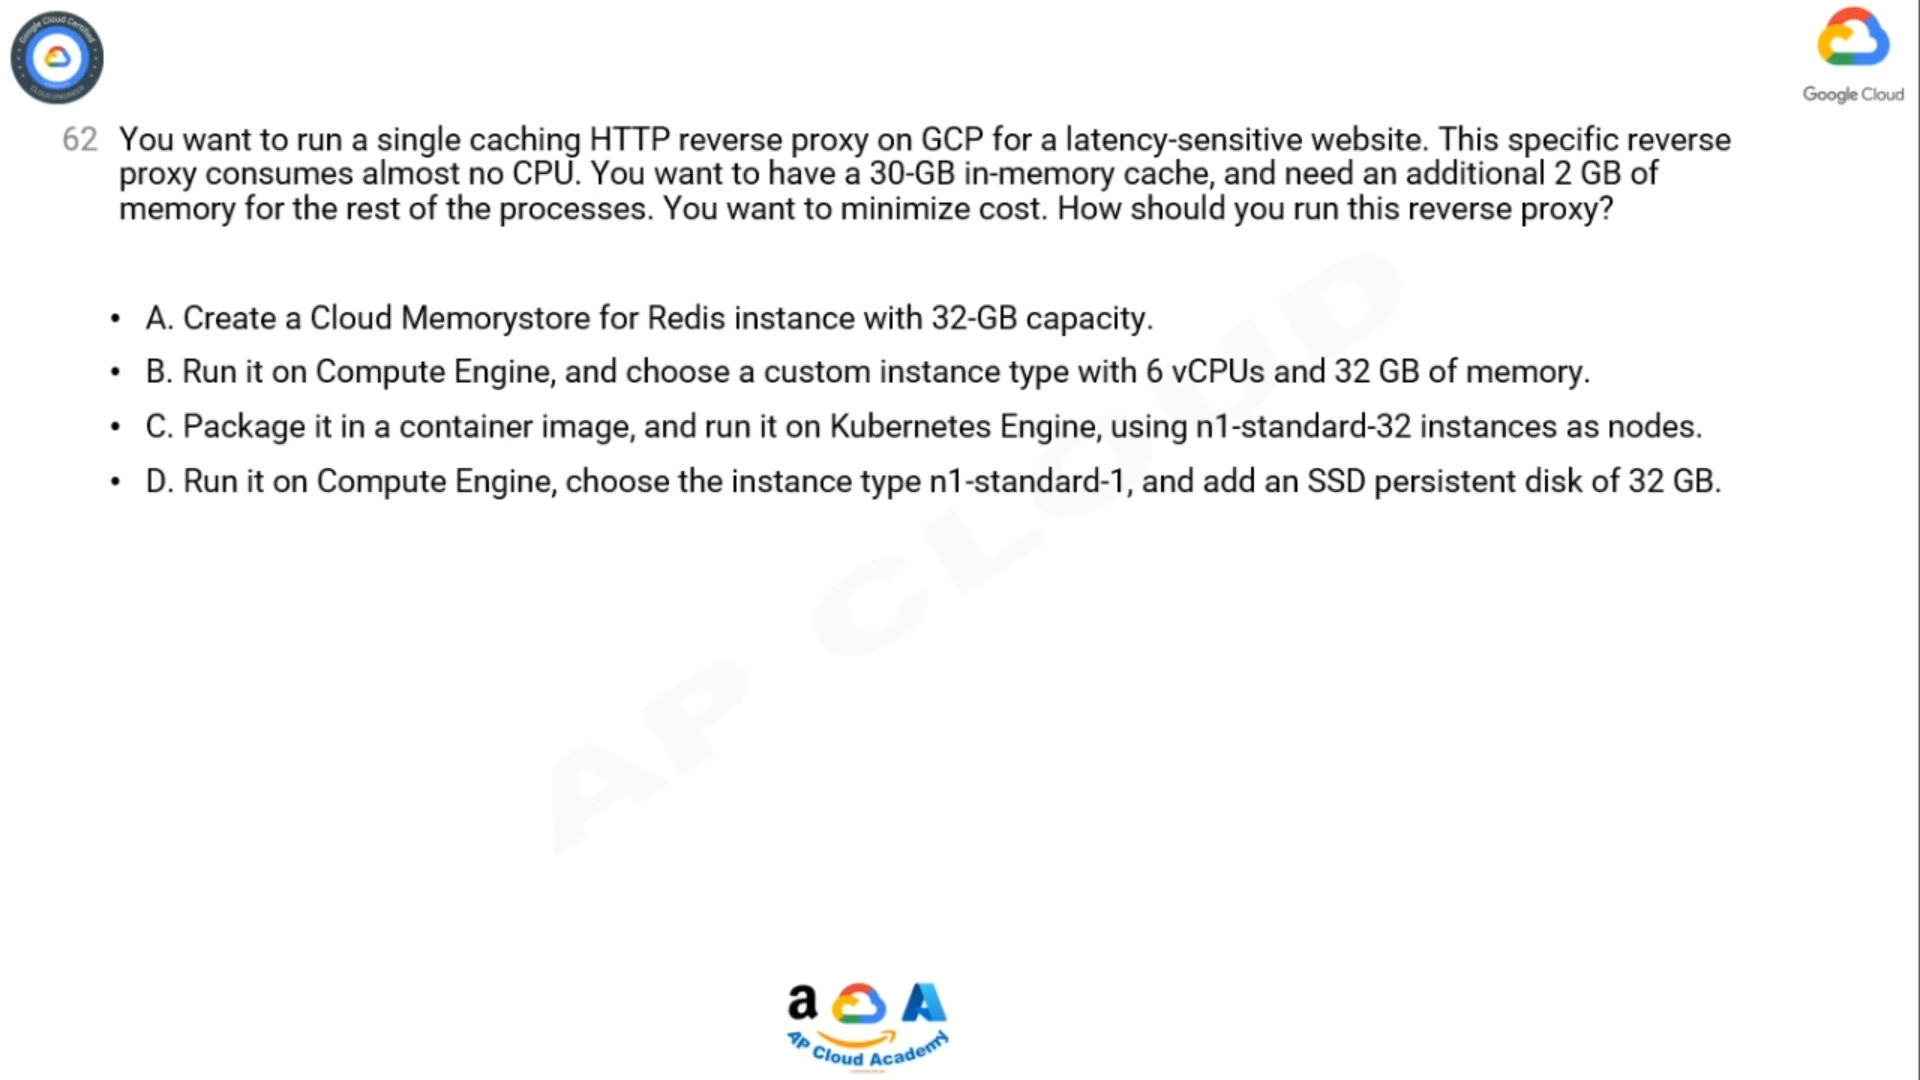 Google Cloud Certified
Google Cloud
62 You want to run a single caching HTTP reverse proxy on GCP for a latency-sensitive website. This specific reverse
proxy consumes almost no CPU. You want to have a 30-GB in-memory cache, and need an additional 2 GB of
memory for the rest of the processes. You want to minimize cost. How should you run this reverse proxy?
• A. Create a Cloud Memorystore for Redis instance with 32-GB capacity.
• B. Run it on Compute Engine, and choose a custom instance type with 6 vCPUs and 32 GB of memory.
• C. Package it in a container image, and run it on Kubernetes Engine, using n1-standard-32 instances as nodes.
• D. Run it on Compute Engine, choose the instance type n1-standard-1, and add an SSD persistent disk of 32 GB.
AP CLOUD
a
AP Cloud Academy